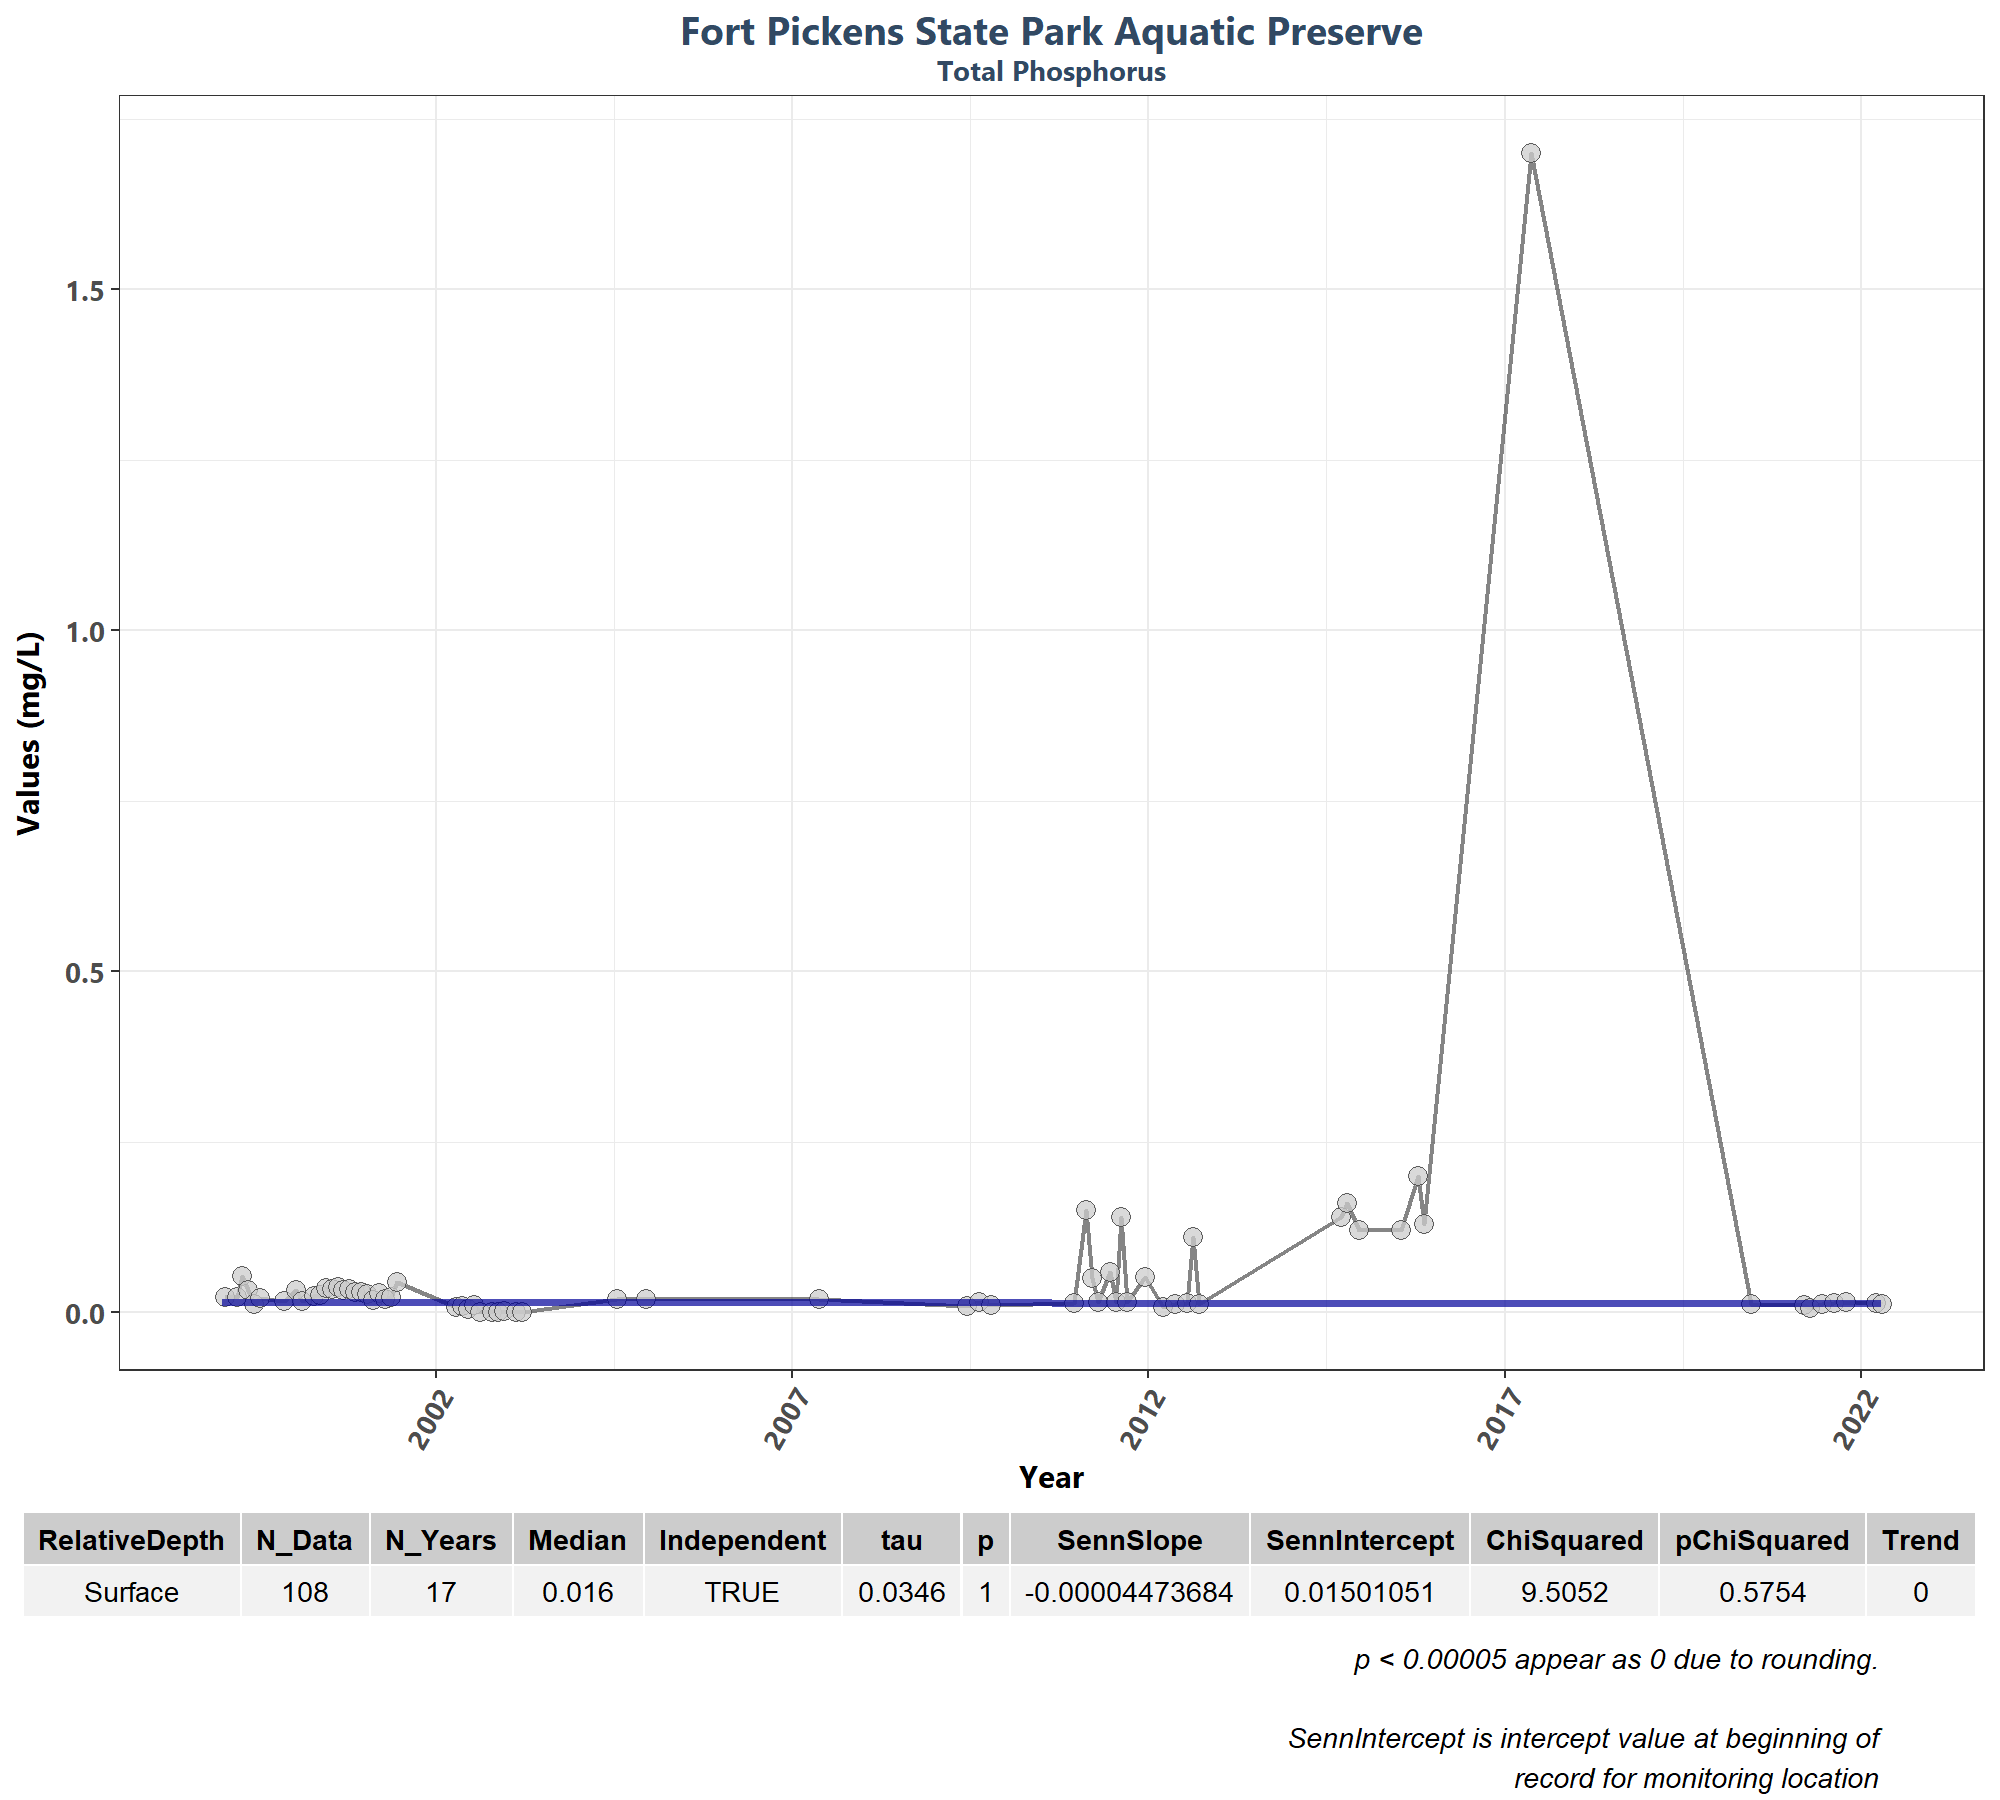 Fort Pickens State Park Aquatic Preserve
Total Phosphorus
Values (mg/L)
1.5
1.0
0.5
0.0
2002 2007 2012 2017 2022
Year
RelativeDepth N_Data N_Years Median Independent tau p SennSlope SennIntercept ChiSquared pChiSquared Trend
Surface 108 17 0.016 TRUE 0.0346 1 -0.00004473684 0.01501051 9.5052 0.5754 0
p < 0.00005 appear as 0 due to rounding.
SennIntercept is intercept value at beginning of
record for monitoring location